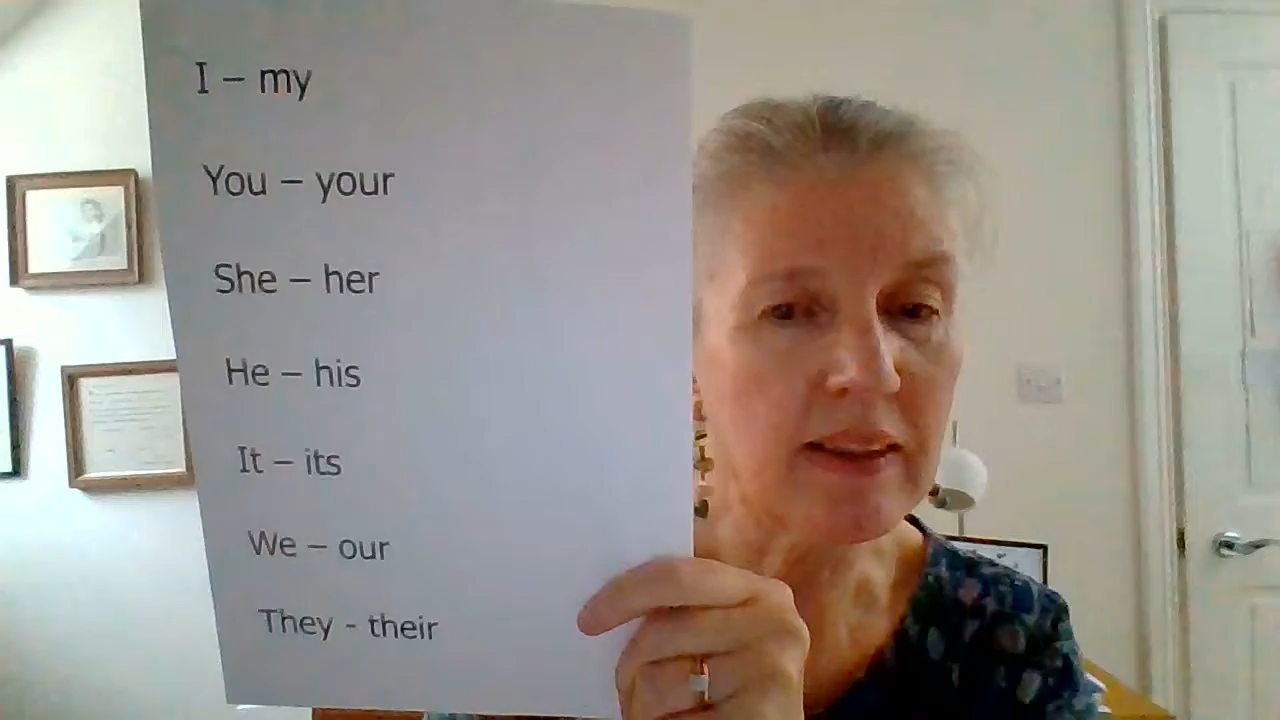 I – my
You – your
She – her
He – his
It – its
We – our
They - their